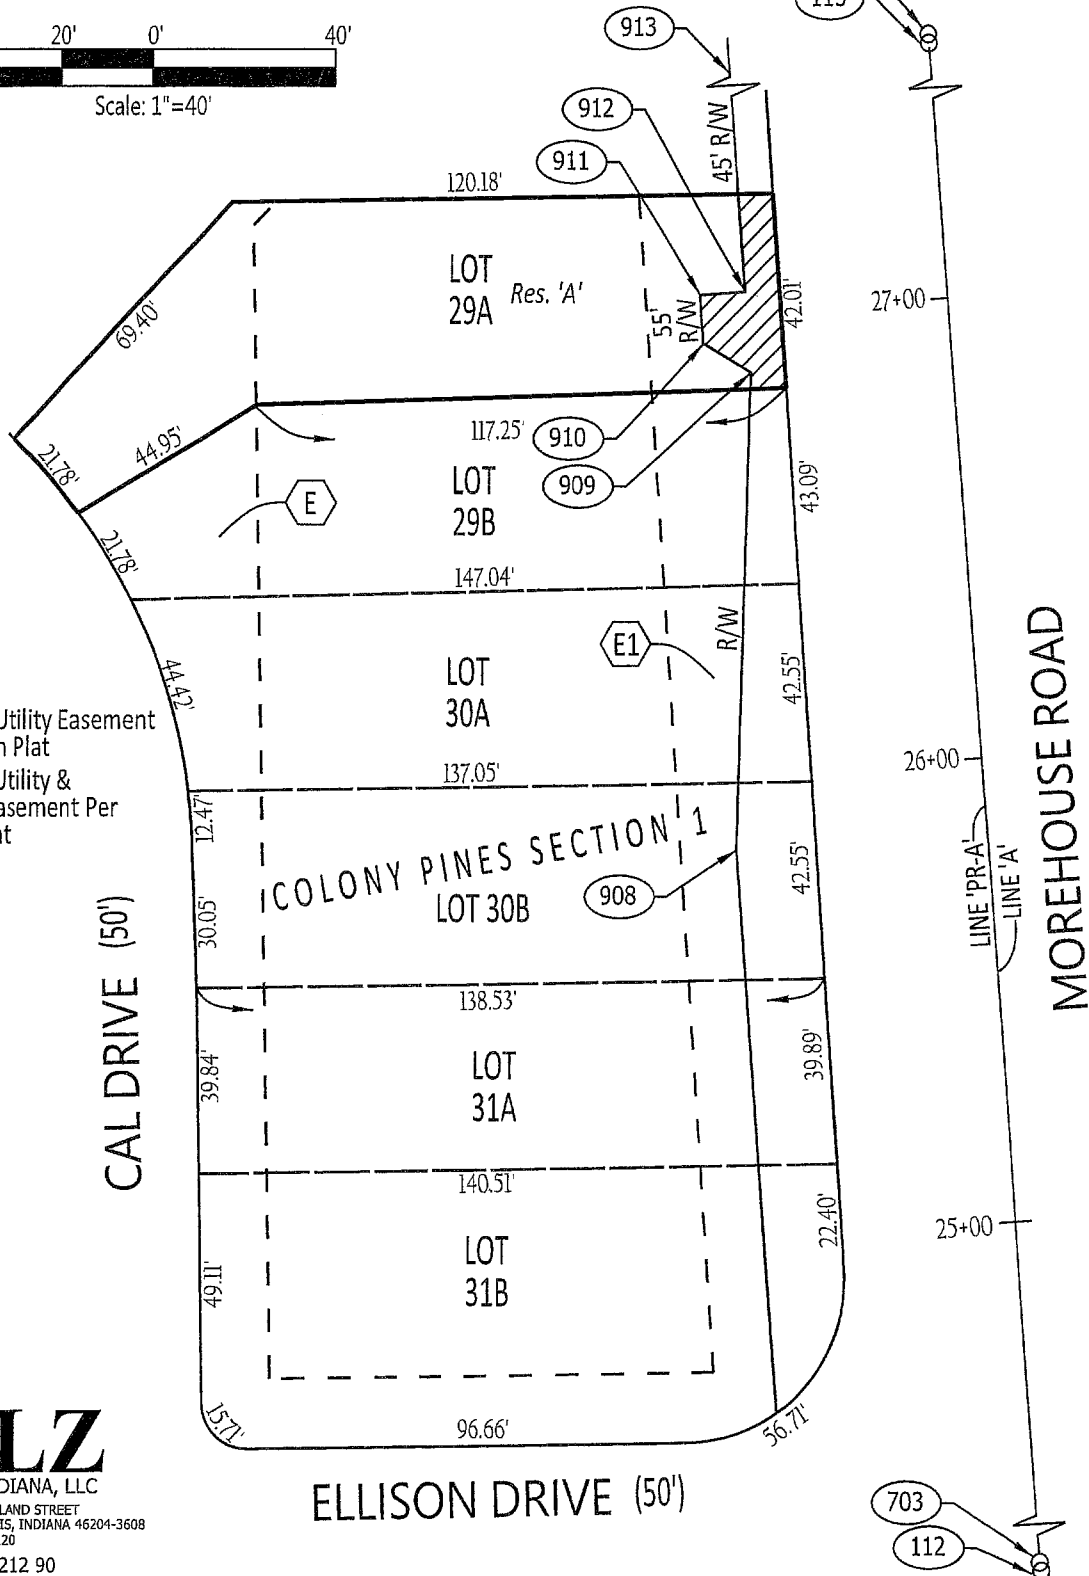 913
115
20' 0' 40'
Scale: 1"=40'
912
911
45' R/W
120.18'
LOT
29A
Res. 'A'
55'
R/W
42.01'
27+00
69.40'
21.78'
44.95'
117.25'
910
909
E
LOT
29B
43.09'
21.78'
147.04'
E1
R/W
LOT
30A
42.55'
44.42'
Utility Easement
Plat
Utility &
asement Per
137.05'
26+00
12.47'
COLONY PINES SECTION 1
LOT 30B
908
42.55'
30.05'
LINE 'PR-A'
LINE 'A'
MOREHOUSE ROAD
CAL DRIVE (50')
138.53'
39.84'
LOT
31A
39.89'
140.51'
22.40'
25+00
49.11'
LOT
31B
15.71'
96.66'
56.71'
ELLISON DRIVE (50')
LZ
DIANA, LLC
LAND STREET
IS, INDIANA 46204-3608
20
212 90
703
112